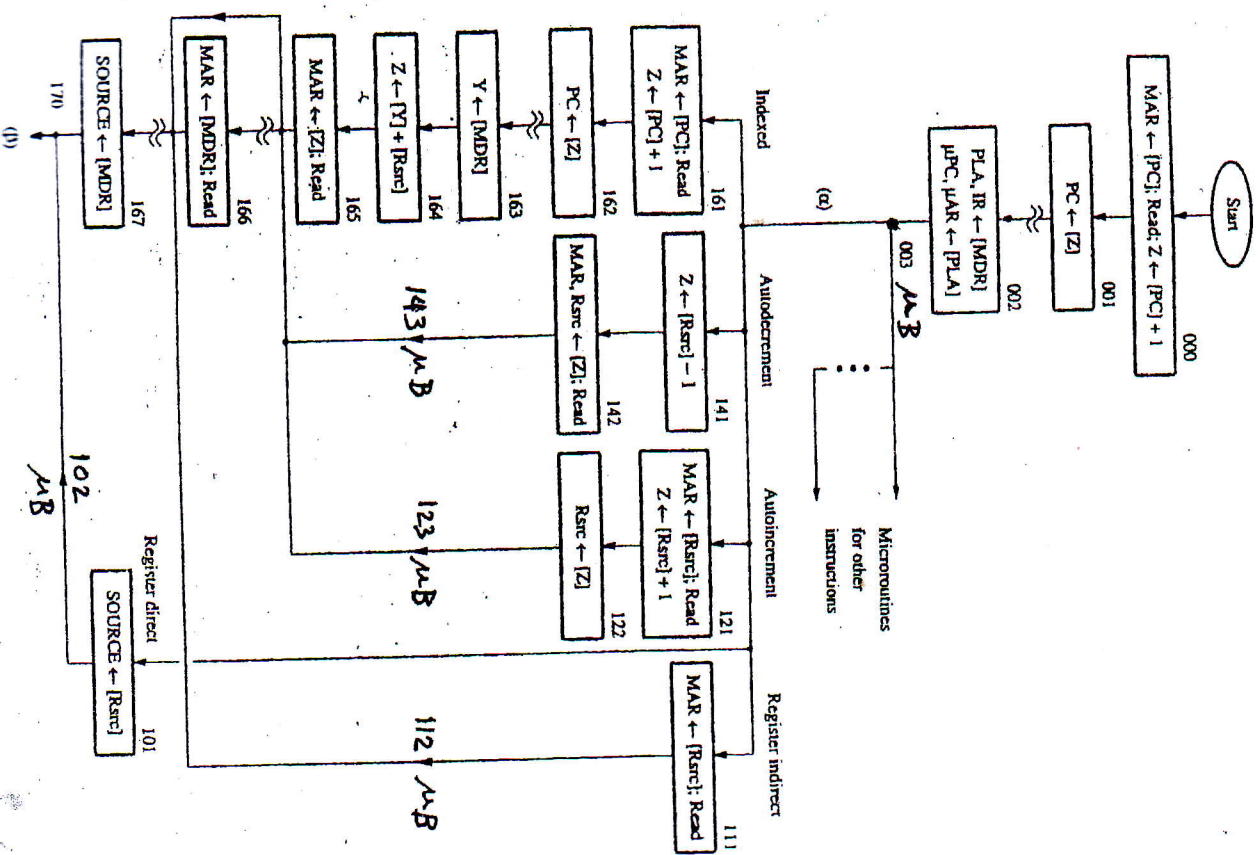 Start
000
MAR ← [PC]; Read; Z ← [PC] + 1
001
PC ← [Z]
002
PLA, IR ← [MDR]
μPC, μAR ← [PLA]
003 μB
Microroutines
for other
instructions
(α)
Indexed
Autodecrement
Autoincrement
Register indirect
161
MAR ← [PC]; Read
Z ← [PC] + 1
141
Z ← [Rsrc] − 1
121
MAR ← [Rsrc]; Read
Z ← [Rsrc] + 1
111
MAR ← [Rsrc]; Read
162
PC ← [Z]
142
MAR, Rsrc ← [Z]; Read
122
Rsrc ← [Z]
163
Y ← [MDR]
143 μB
123 μB
112 μB
164
Z ← [Y] + [Rsrc]
165
MAR ← [Z]; Read
166
MAR ← [MDR]; Read
Register direct
167
SOURCE ← [MDR]
101
SOURCE ← [Rsrc]
102
μB
170